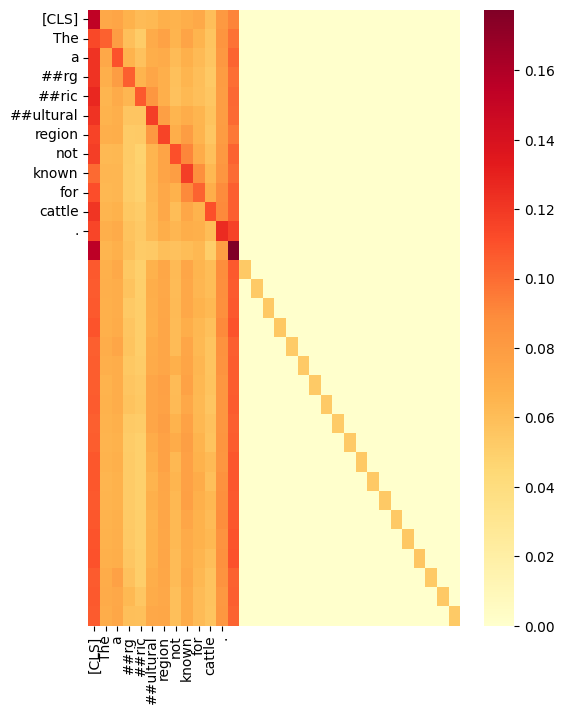 [CLS]
The
a
##rg
##ric
##ultural
region
not
known
for
cattle
.
0.16
0.14
0.12
0.10
0.08
0.06
0.04
0.02
0.00
[CLS]
The
a
##rg
##ric
##ultural
region
not
known
for
cattle
.